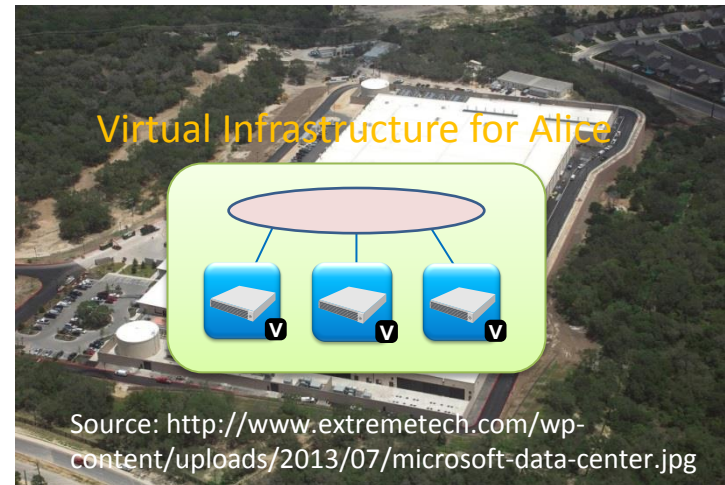 Virtual Infrastructure for Alice
V
V
V
Source: http://www.extremetech.com/wp-
content/uploads/2013/07/microsoft-data-center.jpg